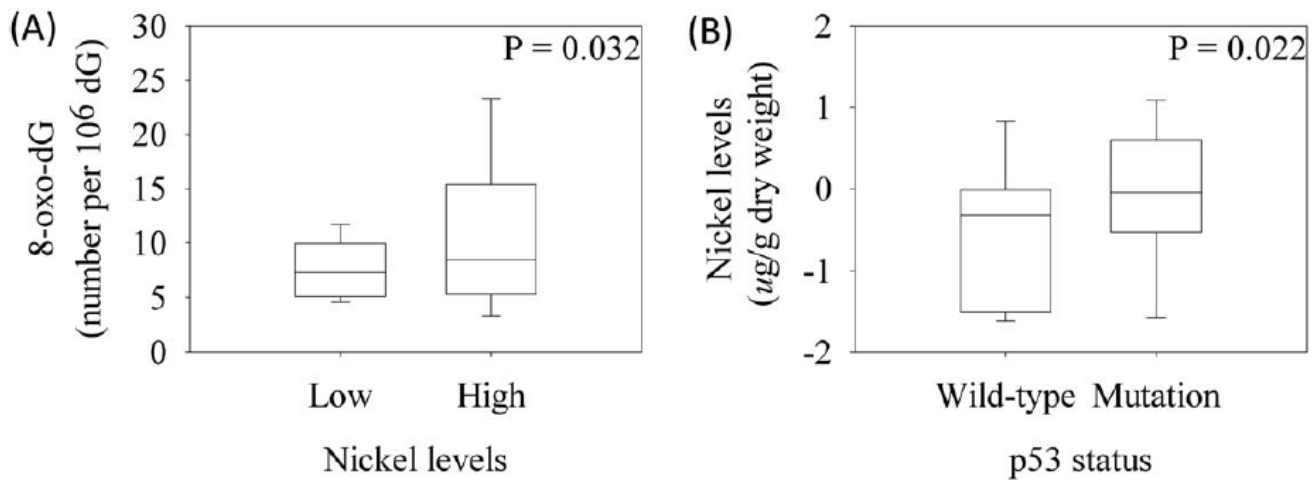 (A)
8-oxo-dG
(number per 10⁶ dG)
30
25
20
15
10
5
0
P = 0.032
Low High
Nickel levels
(B)
Nickel levels
(ug/g dry weight)
2
1
0
-1
-2
P = 0.022
Wild-type Mutation
p53 status